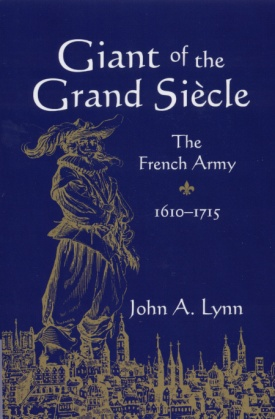 Giant of the
Grand Siècle
The
French Army
1610–1715
John A. Lynn